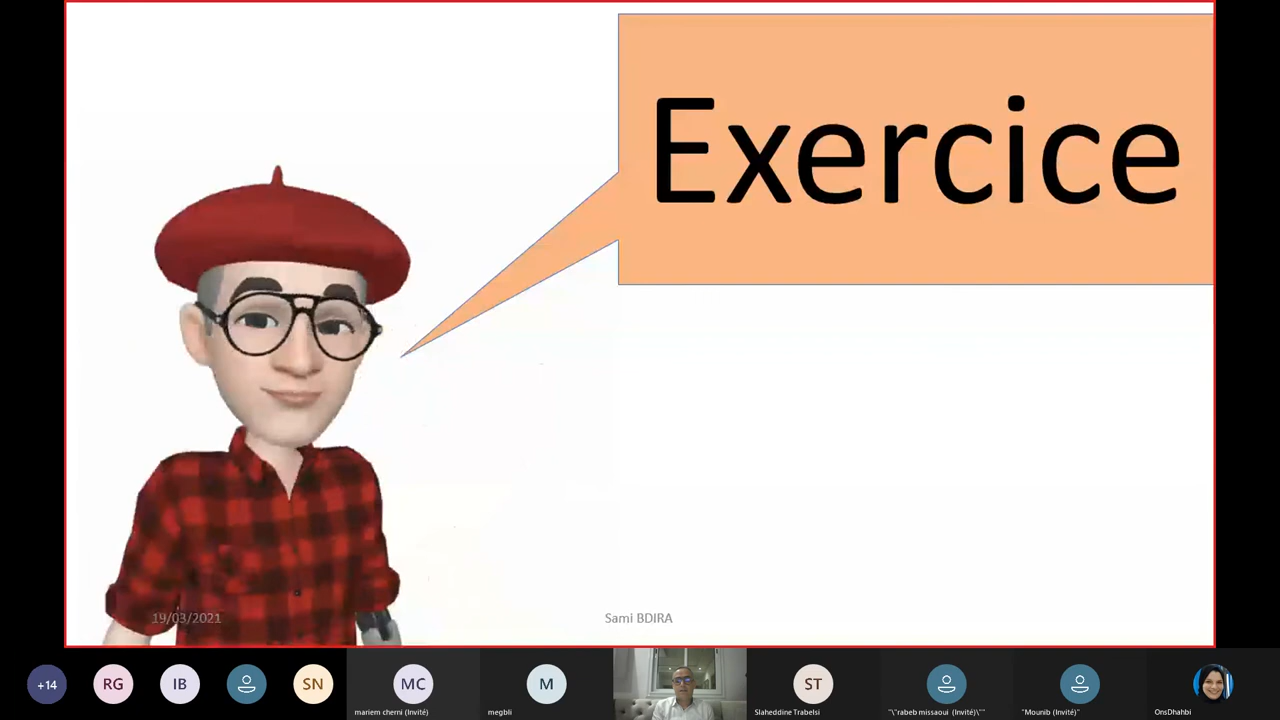 Exercice
19/03/2021
Sami BDIRA
+14
RG
IB
SN
MC
mariem cherni (Invité)
M
megbli
ST
Slaheddine Trabelsi
"\"rabeb missaoui (Invité)\""
"Mounib (Invité)"
OnsDhahbi